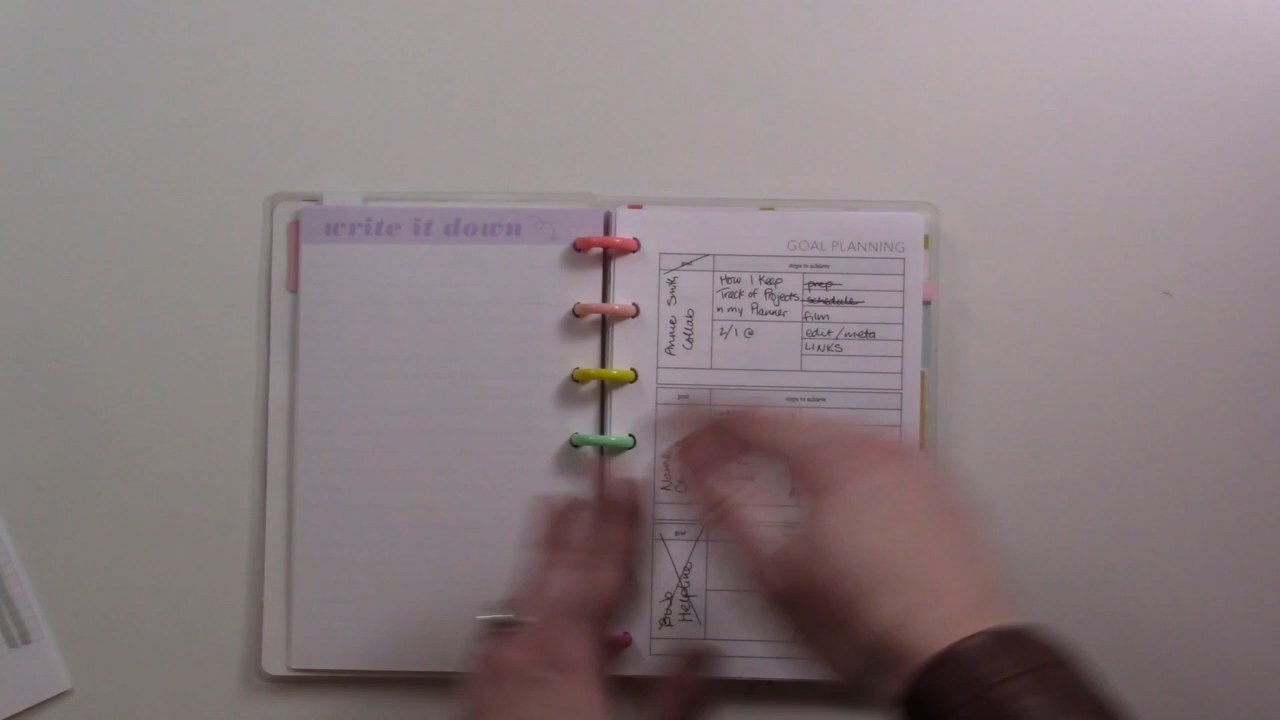 write it down
GOAL PLANNING
steps to achieve
Annie Smith
Collab
How I Keep
Track of Projects
in my Planner
2/1 @
prep
schedule
film
edit/meta
LINKS
goal
steps to achieve
Name
goal
Helpline